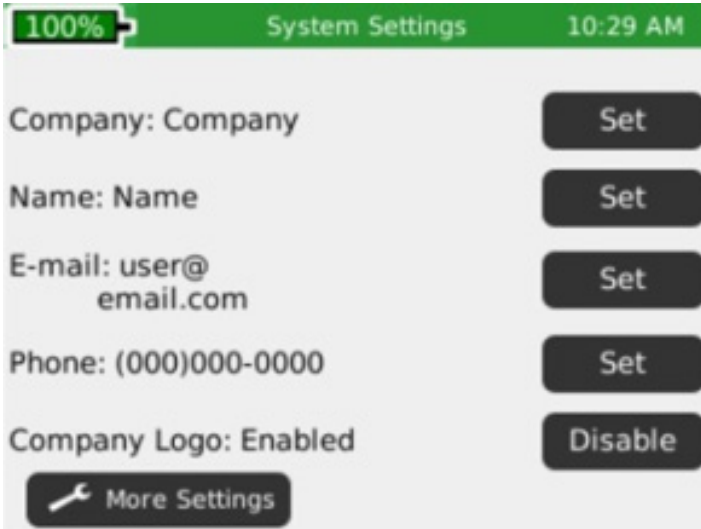 100% System Settings 10:29 AM
Company: Company Set
Name: Name Set
E-mail: user@
email.com Set
Phone: (000)000-0000 Set
Company Logo: Enabled Disable
More Settings